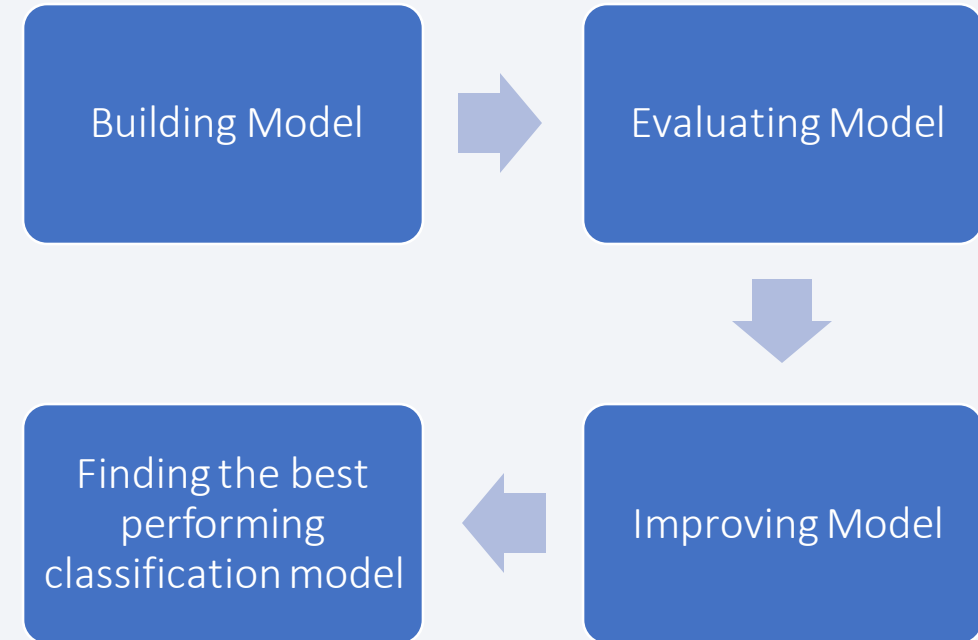 Building Model
Evaluating Model
Improving Model
Finding the best
performing
classification model